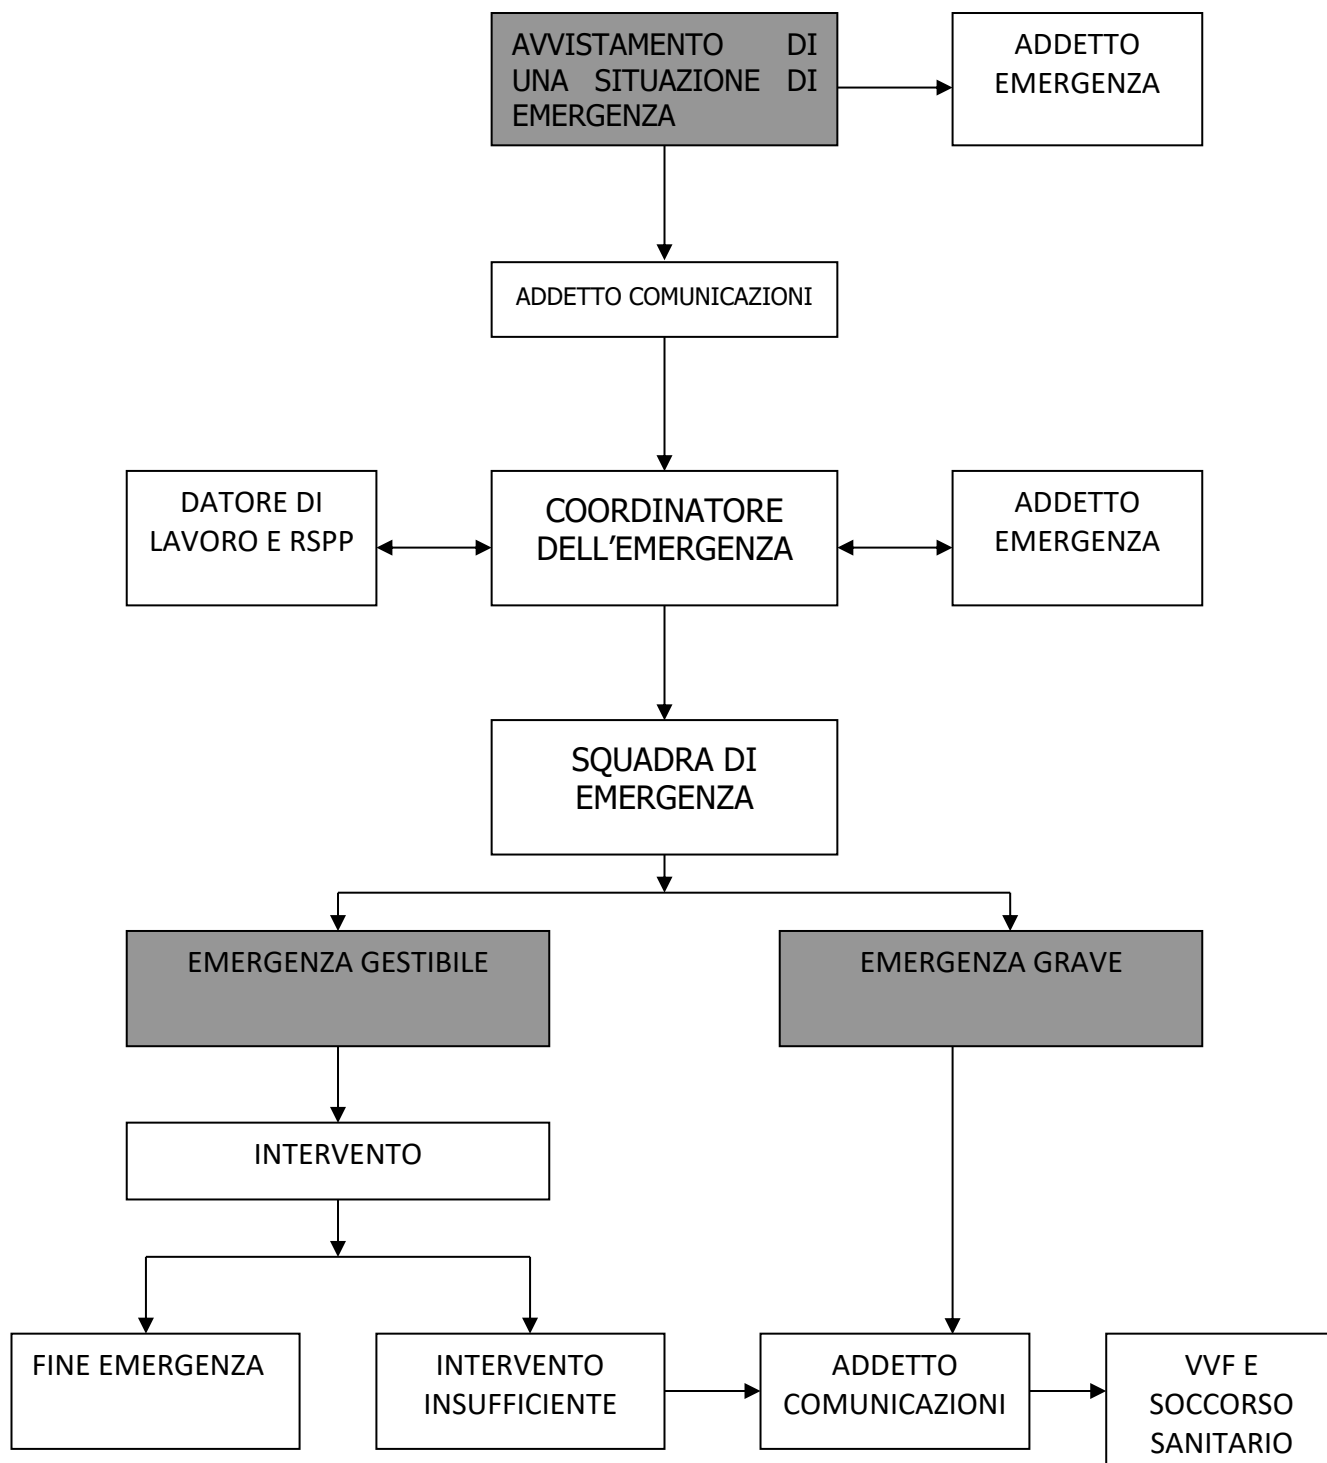 AVVISTAMENTO DI
UNA SITUAZIONE DI
EMERGENZA
ADDETTO
EMERGENZA
ADDETTO COMUNICAZIONI
DATORE DI
LAVORO E RSPP
COORDINATORE
DELL’EMERGENZA
ADDETTO
EMERGENZA
SQUADRA DI
EMERGENZA
EMERGENZA GESTIBILE
EMERGENZA GRAVE
INTERVENTO
FINE EMERGENZA
INTERVENTO
INSUFFICIENTE
ADDETTO
COMUNICAZIONI
VVF E
SOCCORSO
SANITARIO